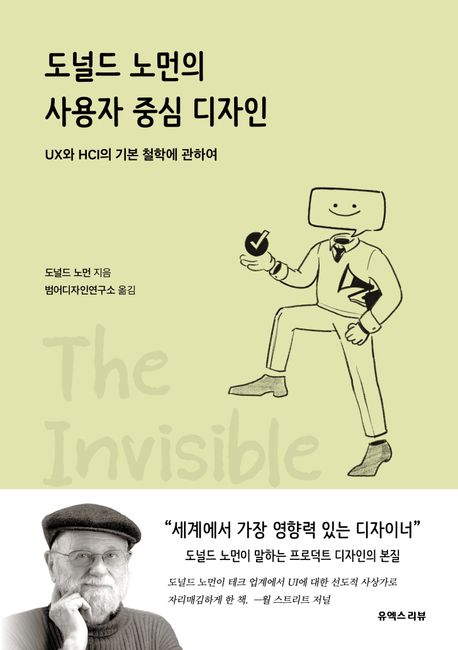 도널드 노먼의
사용자 중심 디자인
UX와 HCI의 기본 철학에 관하여
도널드 노먼 지음
범어디자인연구소 옮김
The
Invisible
“세계에서 가장 영향력 있는 디자이너”
도널드 노먼이 말하는 프로덕트 디자인의 본질
도널드 노먼이 테크 업계에서 UI에 대한 선도적 사상가로
자리매김하게 한 책. ―월 스트리트 저널
유엑스리뷰